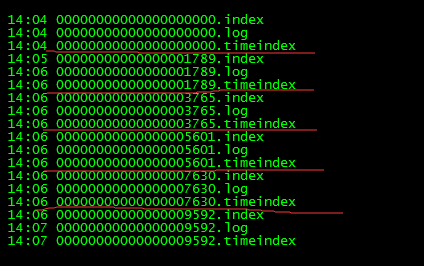 14:04 00000000000000000000.index
14:04 00000000000000000000.log
14:04 00000000000000000000.timeindex
14:05 00000000000000001789.index
14:06 00000000000000001789.log
14:06 00000000000000001789.timeindex
14:06 00000000000000003765.index
14:06 00000000000000003765.log
14:06 00000000000000003765.timeindex
14:06 00000000000000005601.index
14:06 00000000000000005601.log
14:06 00000000000000005601.timeindex
14:06 00000000000000007630.index
14:06 00000000000000007630.log
14:06 00000000000000007630.timeindex
14:06 00000000000000009592.index
14:07 00000000000000009592.log
14:07 00000000000000009592.timeindex